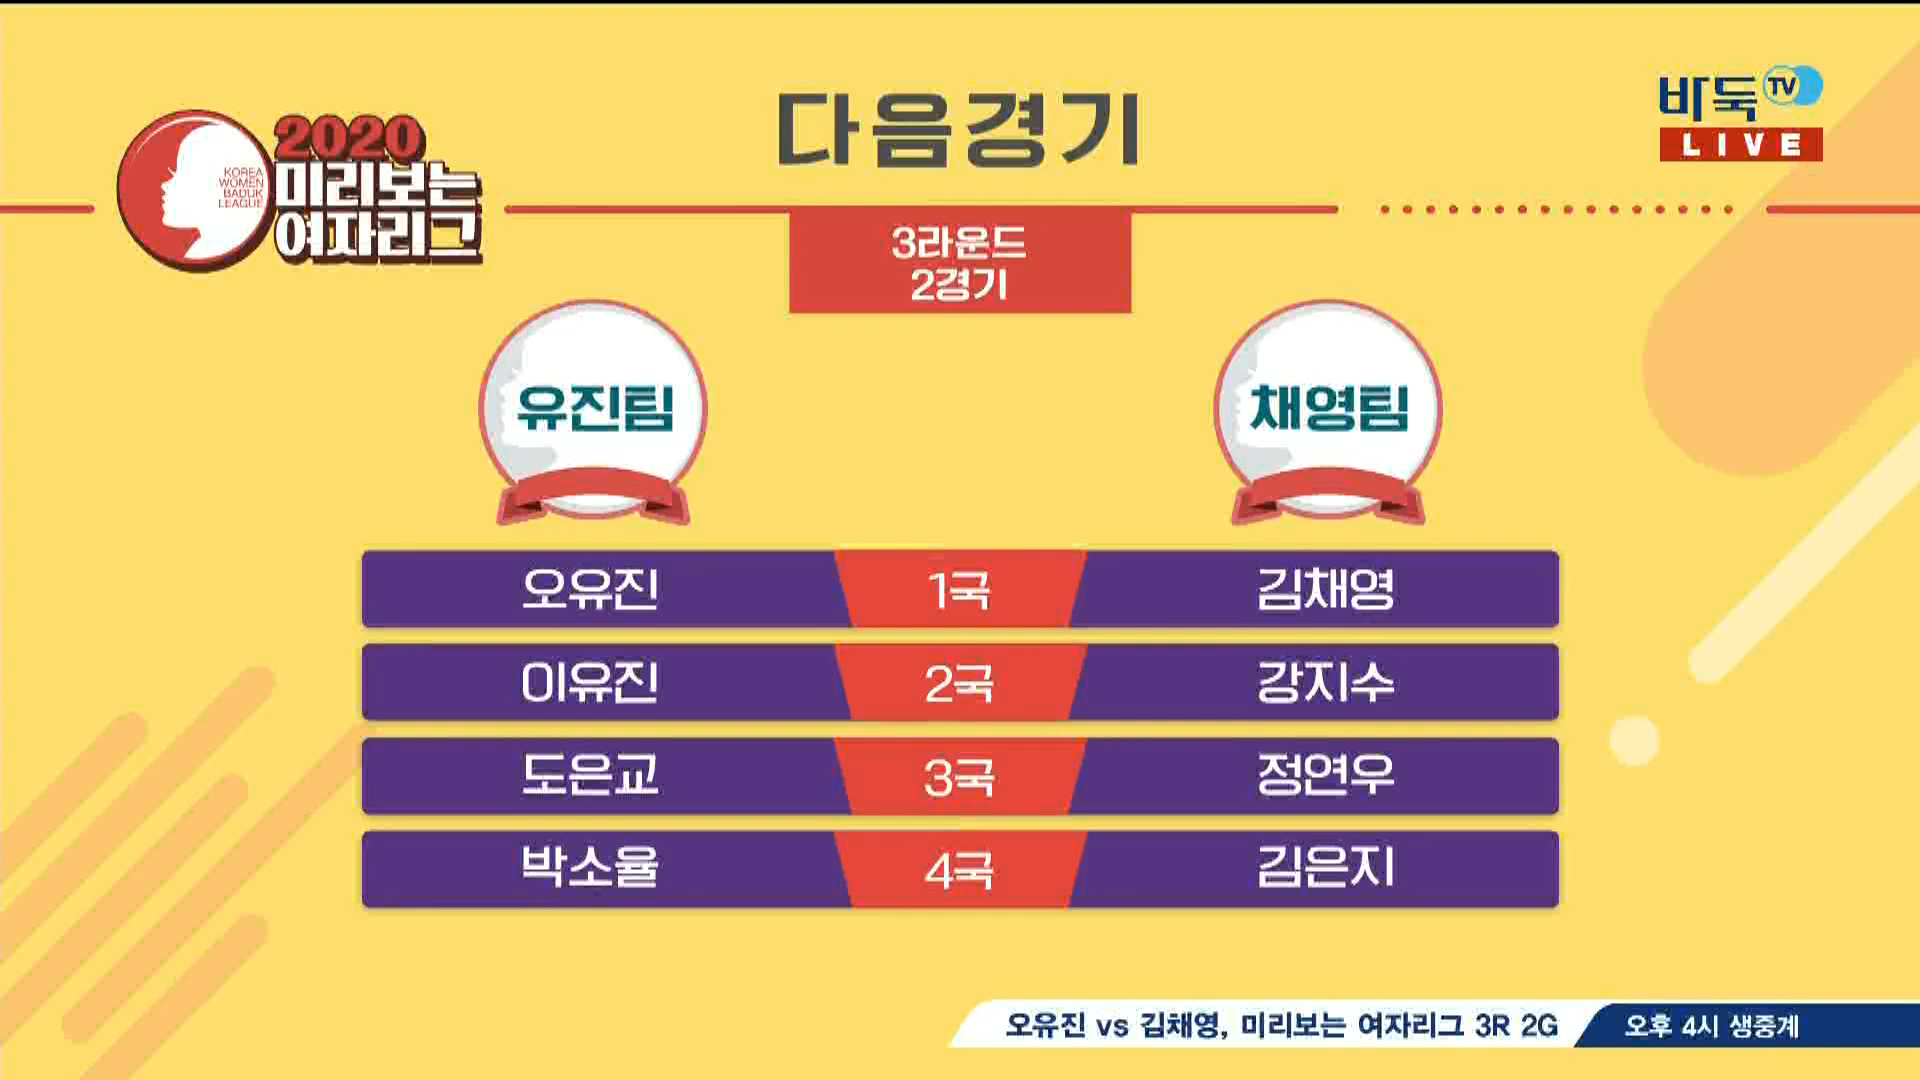 다음경기
바둑TV
LIVE
KOREA
WOMEN
BADUK
LEAGUE
2020
미리보는
여자리그
3라운드
2경기
유진팀
채영팀
오유진 1국 김채영
이유진 2국 강지수
도은교 3국 정연우
박소율 4국 김은지
오유진 vs 김채영, 미리보는 여자리그 3R 2G 오후 4시 생중계